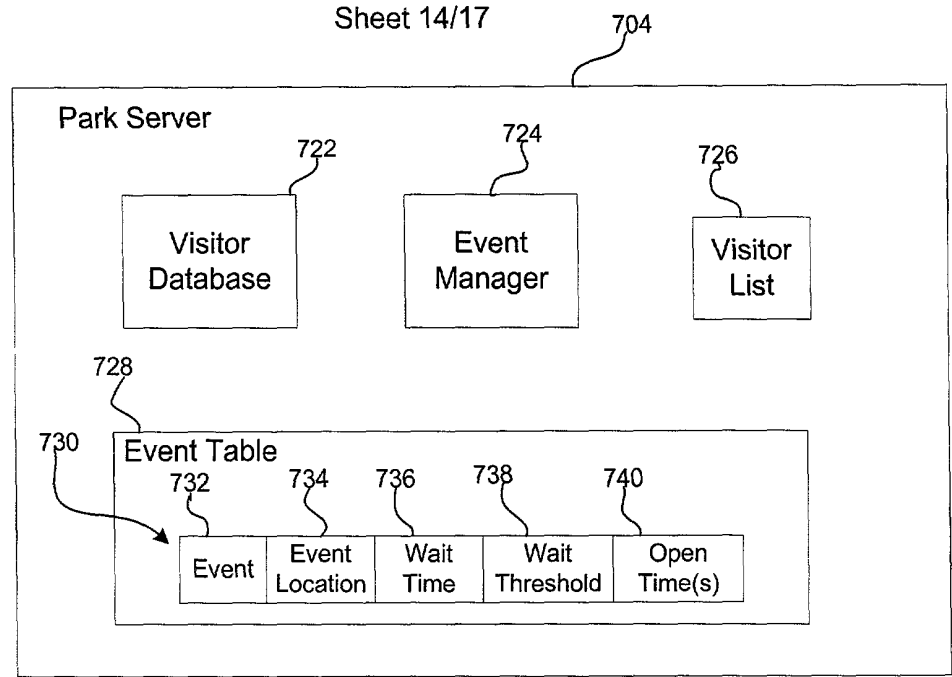 Sheet 14/17
704
Park Server
722
724
726
Visitor
Database
Event
Manager
Visitor
List
728
730
Event Table
732
734
736
738
740
Event
Event
Location
Wait
Time
Wait
Threshold
Open
Time(s)